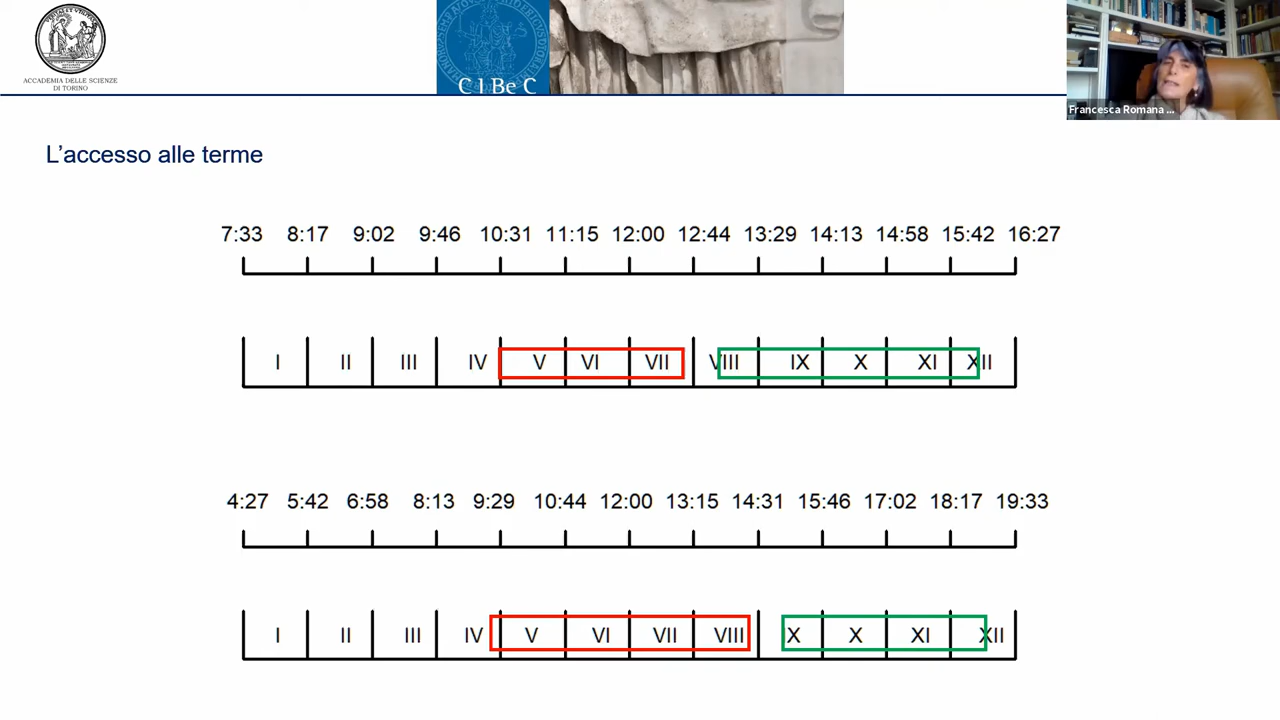 ACCADEMIA DELLE SCIENZE
DI TORINO
C I Be C
Francesca Romana ...
L'accesso alle terme
7:33 8:17 9:02 9:46 10:31 11:15 12:00 12:44 13:29 14:13 14:58 15:42 16:27
I II III IV V VI VII VIII IX X XI XII
4:27 5:42 6:58 8:13 9:29 10:44 12:00 13:15 14:31 15:46 17:02 18:17 19:33
I II III IV V VI VII VIII X X XI XII